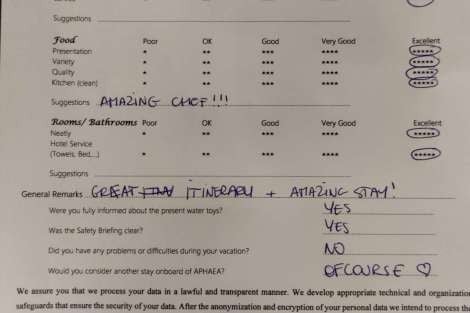 Suggestions
Food Poor OK Good Very Good Excellent
Presentation * ** *** **** *****
Variety * ** *** **** *****
Quality * ** *** **** *****
Kitchen (clean) * ** *** **** *****
Suggestions AMAZING CHEF!!!
Rooms/ Bathrooms Poor OK Good Very Good Excellent
Neatly * ** *** **** *****
Hotel Service
(Towels, Bed,...) * ** *** **** *****
Suggestions
General Remarks GREAT ITINERARY + AMAZING STAY!
Were you fully informed about the present water toys? YES
Was the Safety Briefing clear? YES
Did you have any problems or difficulties during your vacation? NO
Would you consider another stay onboard of APHAEA? OFCOURSE ♡
We assure you that we process your data in a lawful and transparent manner. We develop appropriate technical and organization
safeguards that ensure the security of your data. After the anonymization and encryption of your personal data we intend to process the